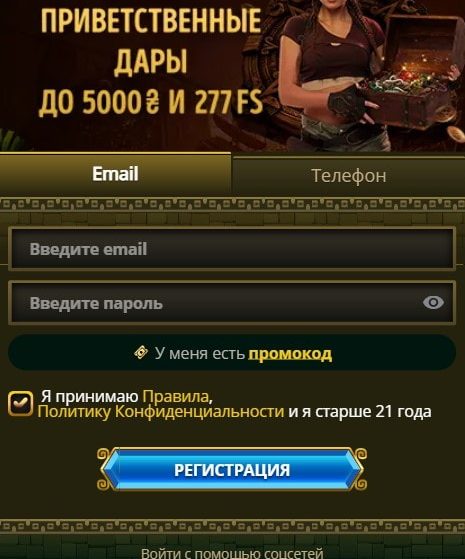 ПРИВЕТСТВЕННЫЕ
ДАРЫ
ДО 5000₴ И 277 FS
Email
Телефон
Введите email
Введите пароль
У меня есть промокод
Я принимаю Правила,
Политику Конфиденциальности и я старше 21 года
РЕГИСТРАЦИЯ
Войти с помощью соцсетей